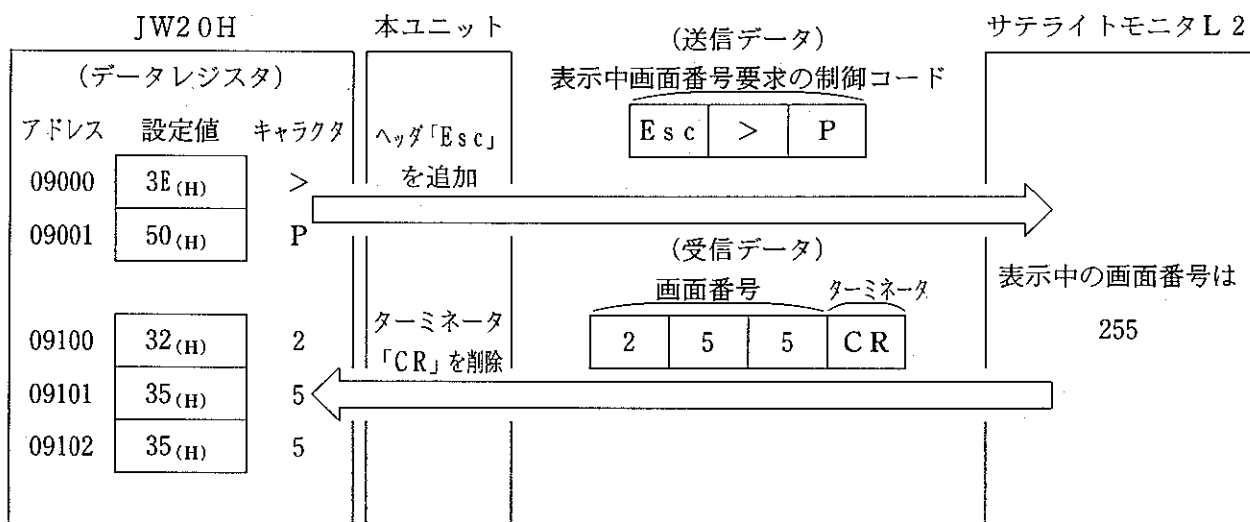 JW20H 本ユニット サテライトモニタL2
(データレジスタ) (送信データ)
表示中画面番号要求の制御コード
アドレス 設定値 キャラクタ ヘッダ「Esc」 Esc > P
09000 3E(H) > を追加
09001 50(H) P (受信データ)
画面番号 ターミネータ 表示中の画面番号は
09100 32(H) 2 ターミネータ 2 5 5 CR 255
09101 35(H) 5 「CR」を削除
09102 35(H) 5